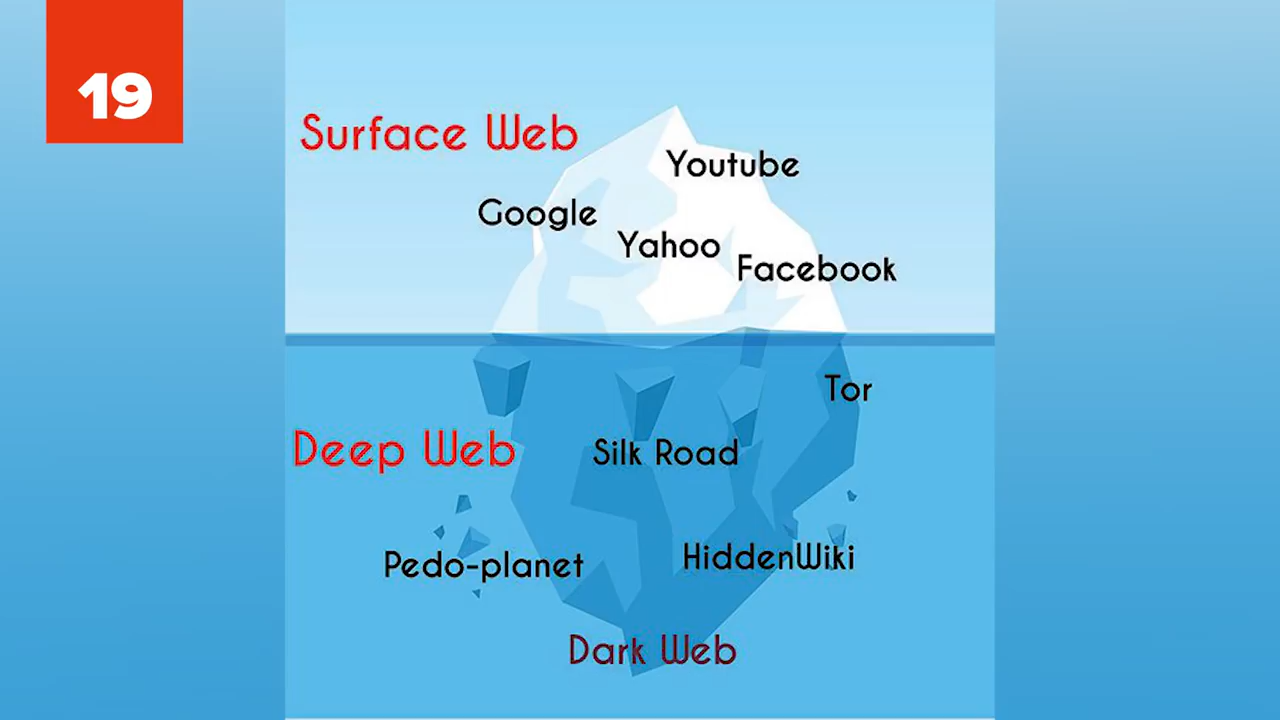 19
Surface Web
Youtube
Google
Yahoo
Facebook
Tor
Deep Web
Silk Road
Pedo-planet
HiddenWiki
Dark Web